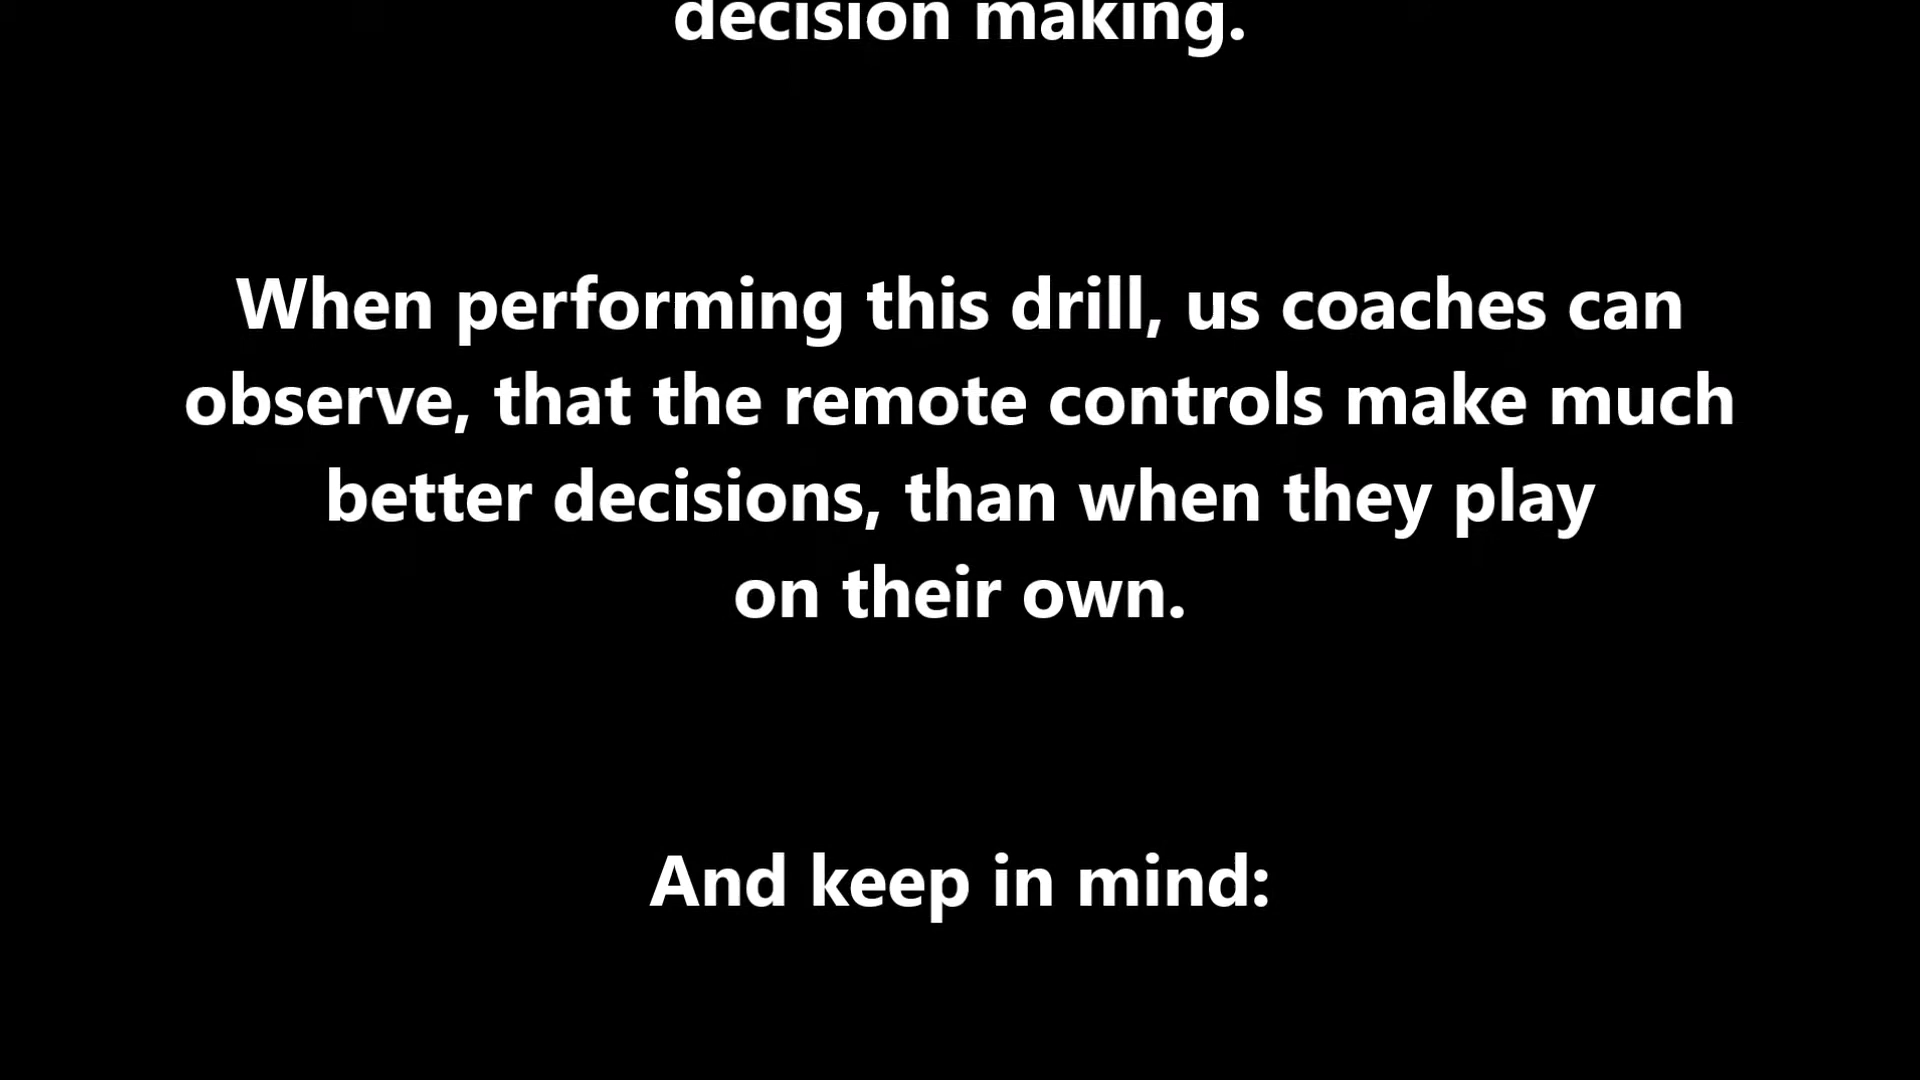 decision making.
When performing this drill, us coaches can
observe, that the remote controls make much
better decisions, than when they play
on their own.
And keep in mind: